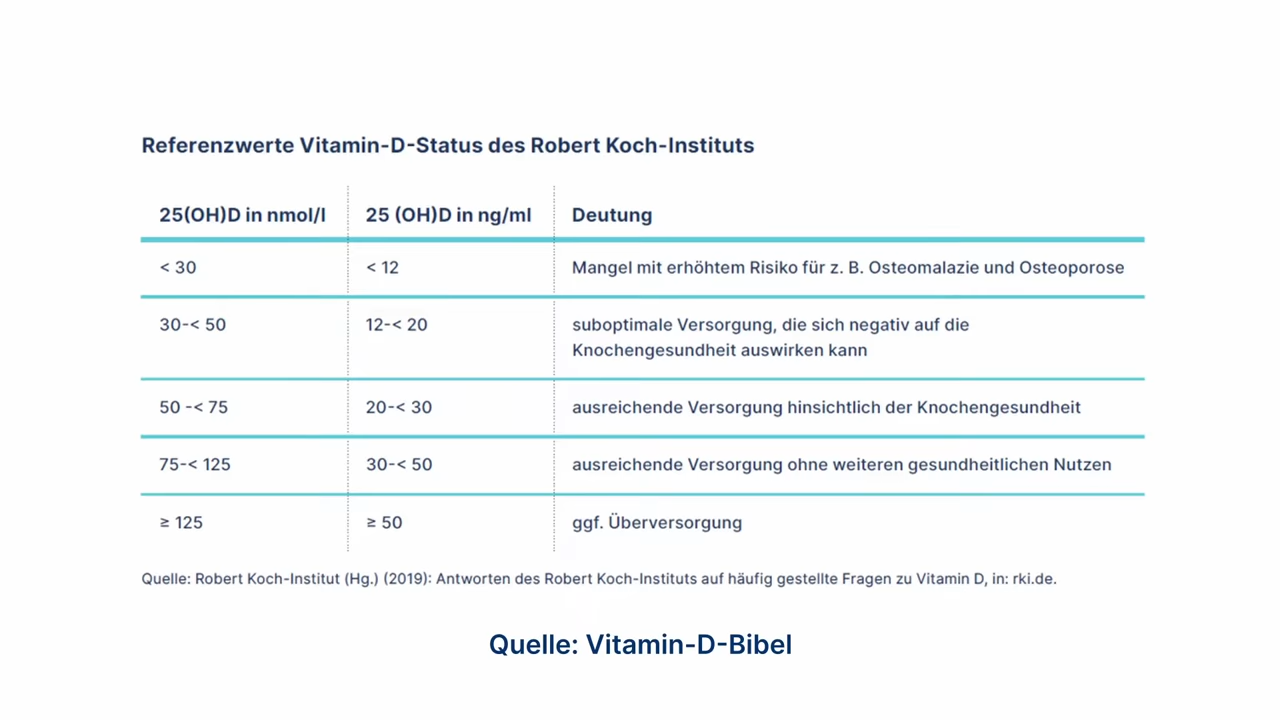 Referenzwerte Vitamin-D-Status des Robert Koch-Instituts
25(OH)D in nmol/l 25 (OH)D in ng/ml Deutung
< 30 < 12 Mangel mit erhöhtem Risiko für z. B. Osteomalazie und Osteoporose
30-< 50 12-< 20 suboptimale Versorgung, die sich negativ auf die
Knochengesundheit auswirken kann
50 -< 75 20-< 30 ausreichende Versorgung hinsichtlich der Knochengesundheit
75-< 125 30-< 50 ausreichende Versorgung ohne weiteren gesundheitlichen Nutzen
≥ 125 ≥ 50 ggf. Überversorgung
Quelle: Robert Koch-Institut (Hg.) (2019): Antworten des Robert Koch-Instituts auf häufig gestellte Fragen zu Vitamin D, in: rki.de.
Quelle: Vitamin-D-Bibel